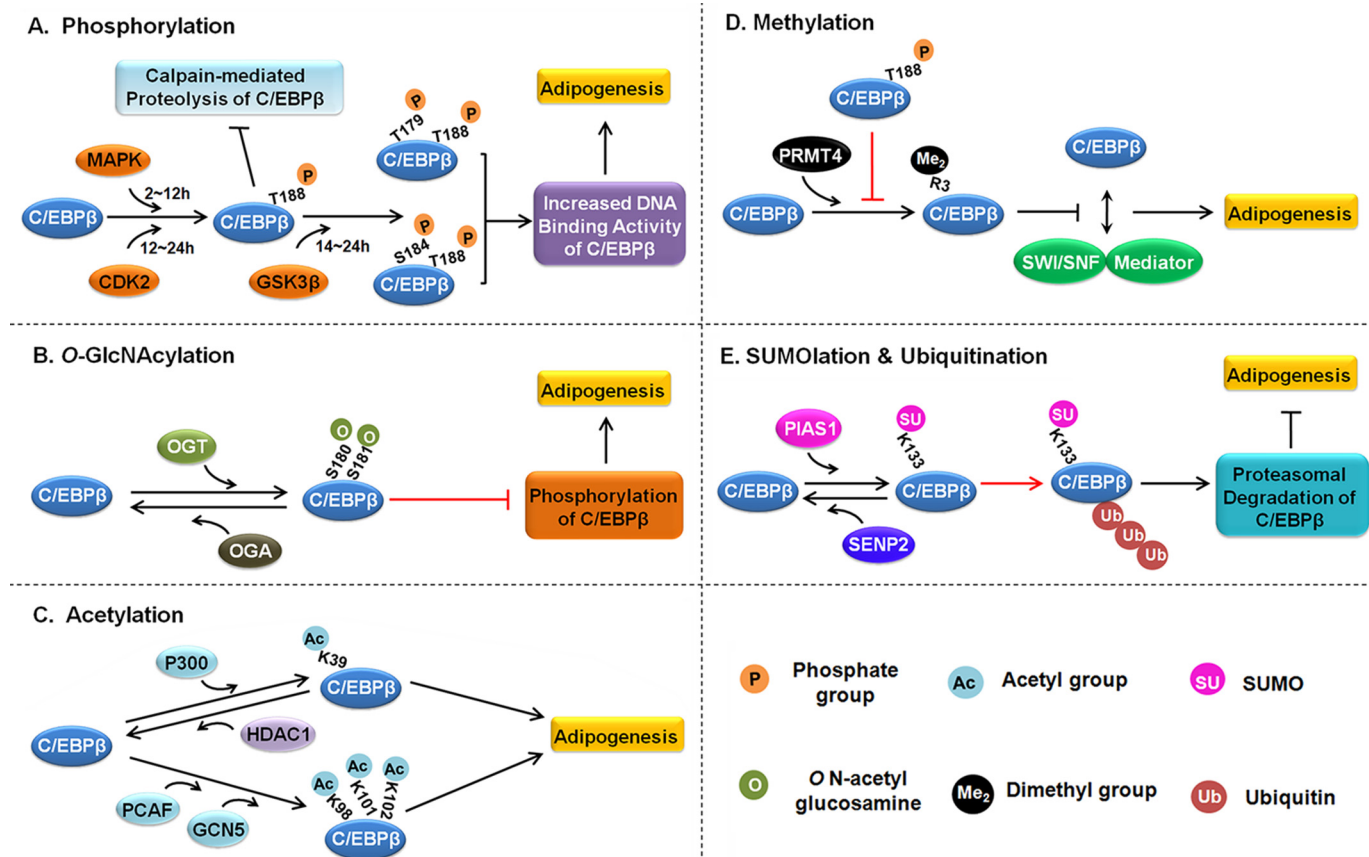 A. Phosphorylation
Calpain-mediated
Proteolysis of C/EBPβ
Adipogenesis
MAPK
2~12h
C/EBPβ
12~24h
CDK2
P
T188
C/EBPβ
14~24h
GSK3β
P
T179
P
T188
C/EBPβ
P
S184
P
T188
C/EBPβ
Increased DNA
Binding Activity
of C/EBPβ
B. O-GlcNAcylation
OGT
C/EBPβ
OGA
O
S180
O
S181
C/EBPβ
Adipogenesis
Phosphorylation
of C/EBPβ
C. Acetylation
P300
C/EBPβ
HDAC1
PCAF
GCN5
Ac
K39
C/EBPβ
Ac
K98
Ac
K101
Ac
K102
C/EBPβ
Adipogenesis
D. Methylation
P
T188
C/EBPβ
PRMT4
C/EBPβ
Me2
R3
C/EBPβ
C/EBPβ
SWI/SNF
Mediator
Adipogenesis
E. SUMOlation & Ubiquitination
PIAS1
C/EBPβ
SENP2
SU
K133
C/EBPβ
SU
K133
C/EBPβ
Ub
Ub
Ub
Adipogenesis
Proteasomal
Degradation of
C/EBPβ
P
Phosphate
group
Ac
Acetyl group
SU
SUMO
O
O N-acetyl
glucosamine
Me2
Dimethyl group
Ub
Ubiquitin